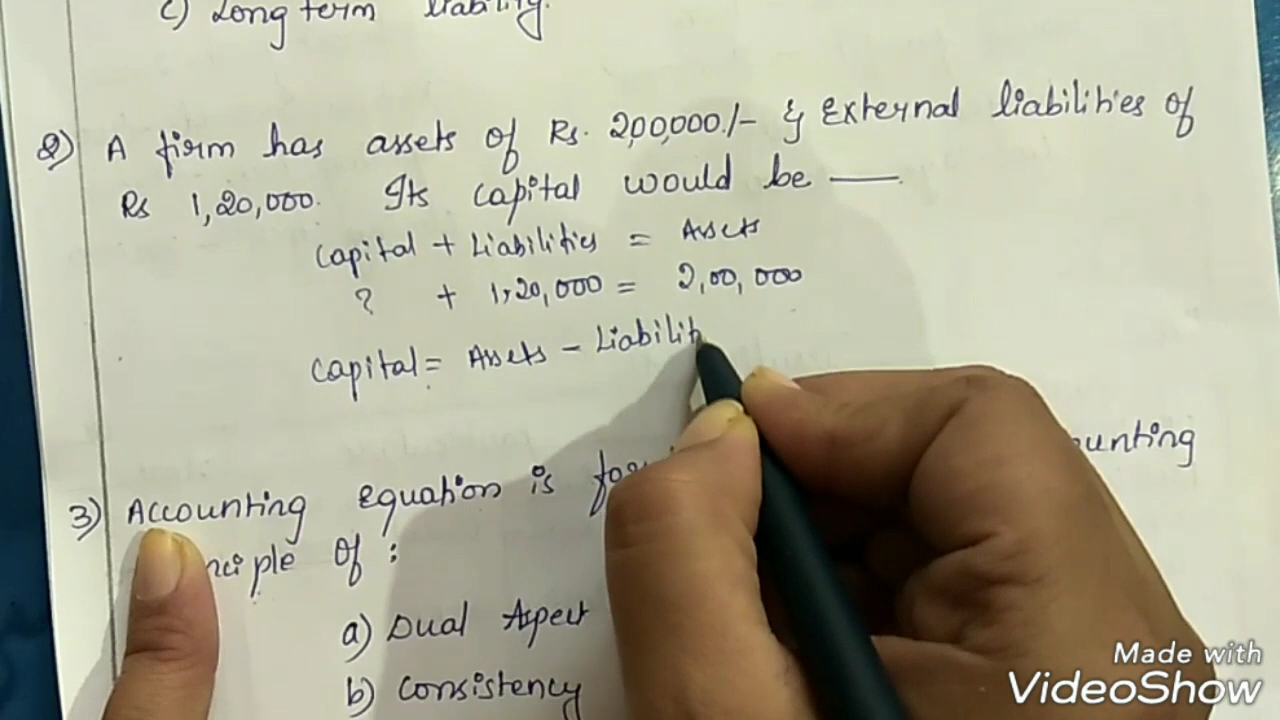 c) Long term liability.
2) A firm has assets of Rs. 2,00,000/- & External liabilities of
Rs 1,20,000. Its capital would be ——.
Capital + Liabilities = Assets
? + 1,20,000 = 2,00,000
Capital = Assets - Liabilit
3) Accounting Equation is
of :
a) Dual Aspect
b) Consistency
Made with
VideoShow